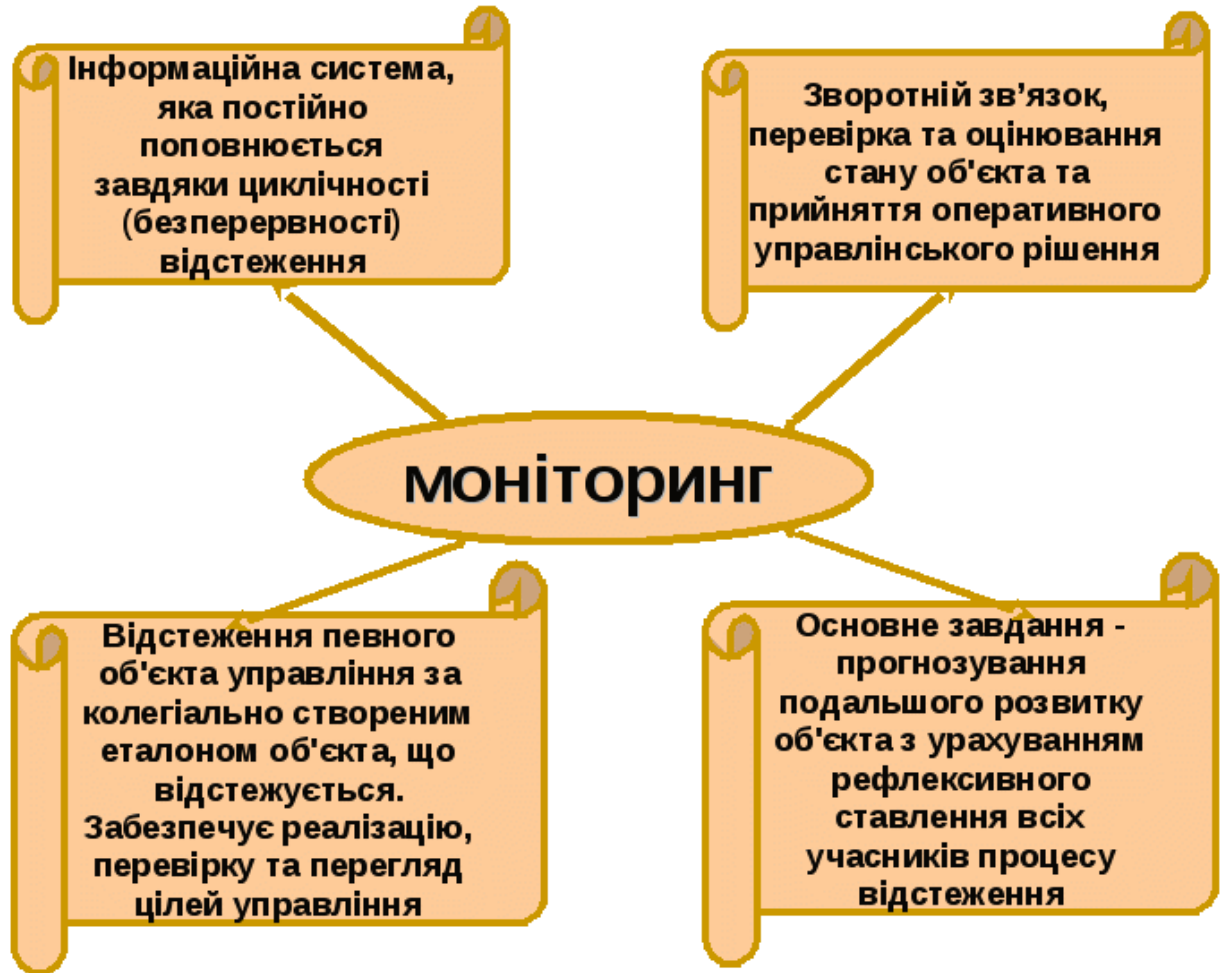 Інформаційна система,
яка постійно
поповнюється
завдяки циклічності
(безперервності)
відстеження
Зворотній зв’язок,
перевірка та оцінювання
стану об'єкта та
прийняття оперативного
управлінського рішення
моніторинг
Відстеження певного
об'єкта управління за
колегіально створеним
еталоном об'єкта, що
відстежується.
Забезпечує реалізацію,
перевірку та перегляд
цілей управління
Основне завдання -
прогнозування
подальшого розвитку
об'єкта з урахуванням
рефлексивного
ставлення всіх
учасників процесу
відстеження